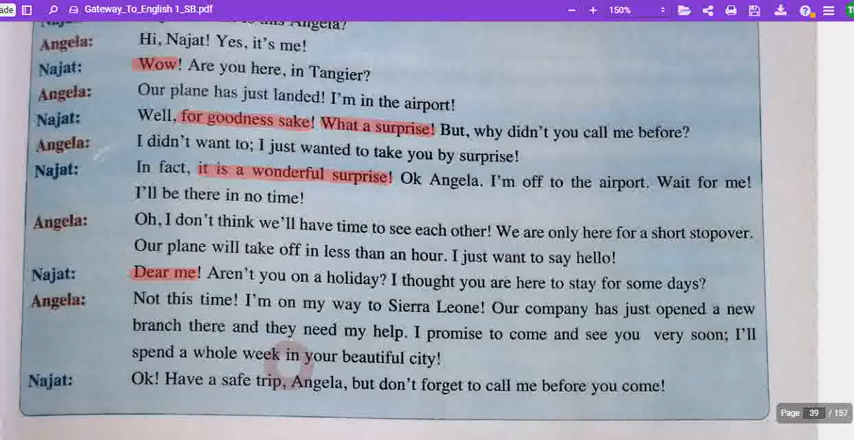 Gateway_To_English 1_SB.pdf
150%
Angela?
Angela: Hi, Najat! Yes, it's me!
Najat: Wow! Are you here, in Tangier?
Angela: Our plane has just landed! I'm in the airport!
Najat: Well, for goodness sake! What a surprise! But, why didn't you call me before?
Angela: I didn't want to; I just wanted to take you by surprise!
Najat: In fact, it is a wonderful surprise! Ok Angela. I'm off to the airport. Wait for me!
I'll be there in no time!
Angela: Oh, I don't think we'll have time to see each other! We are only here for a short stopover.
Our plane will take off in less than an hour. I just want to say hello!
Najat: Dear me! Aren't you on a holiday? I thought you are here to stay for some days?
Angela: Not this time! I'm on my way to Sierra Leone! Our company has just opened a new
branch there and they need my help. I promise to come and see you very soon; I'll
spend a whole week in your beautiful city!
Najat: Ok! Have a safe trip, Angela, but don't forget to call me before you come!
Page 39 / 157